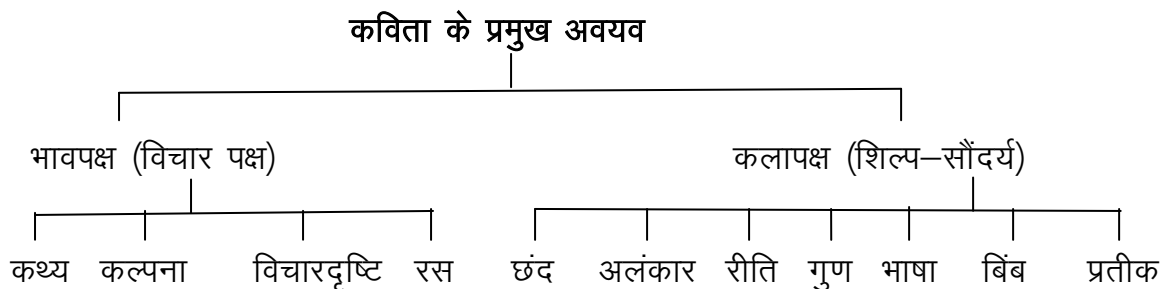 कविता के प्रमुख अवयव
भावपक्ष (विचार पक्ष) कलापक्ष (शिल्प–सौंदर्य)
कथ्य कल्पना विचारदृष्टि रस छंद अलंकार रीति गुण भाषा बिंब प्रतीक